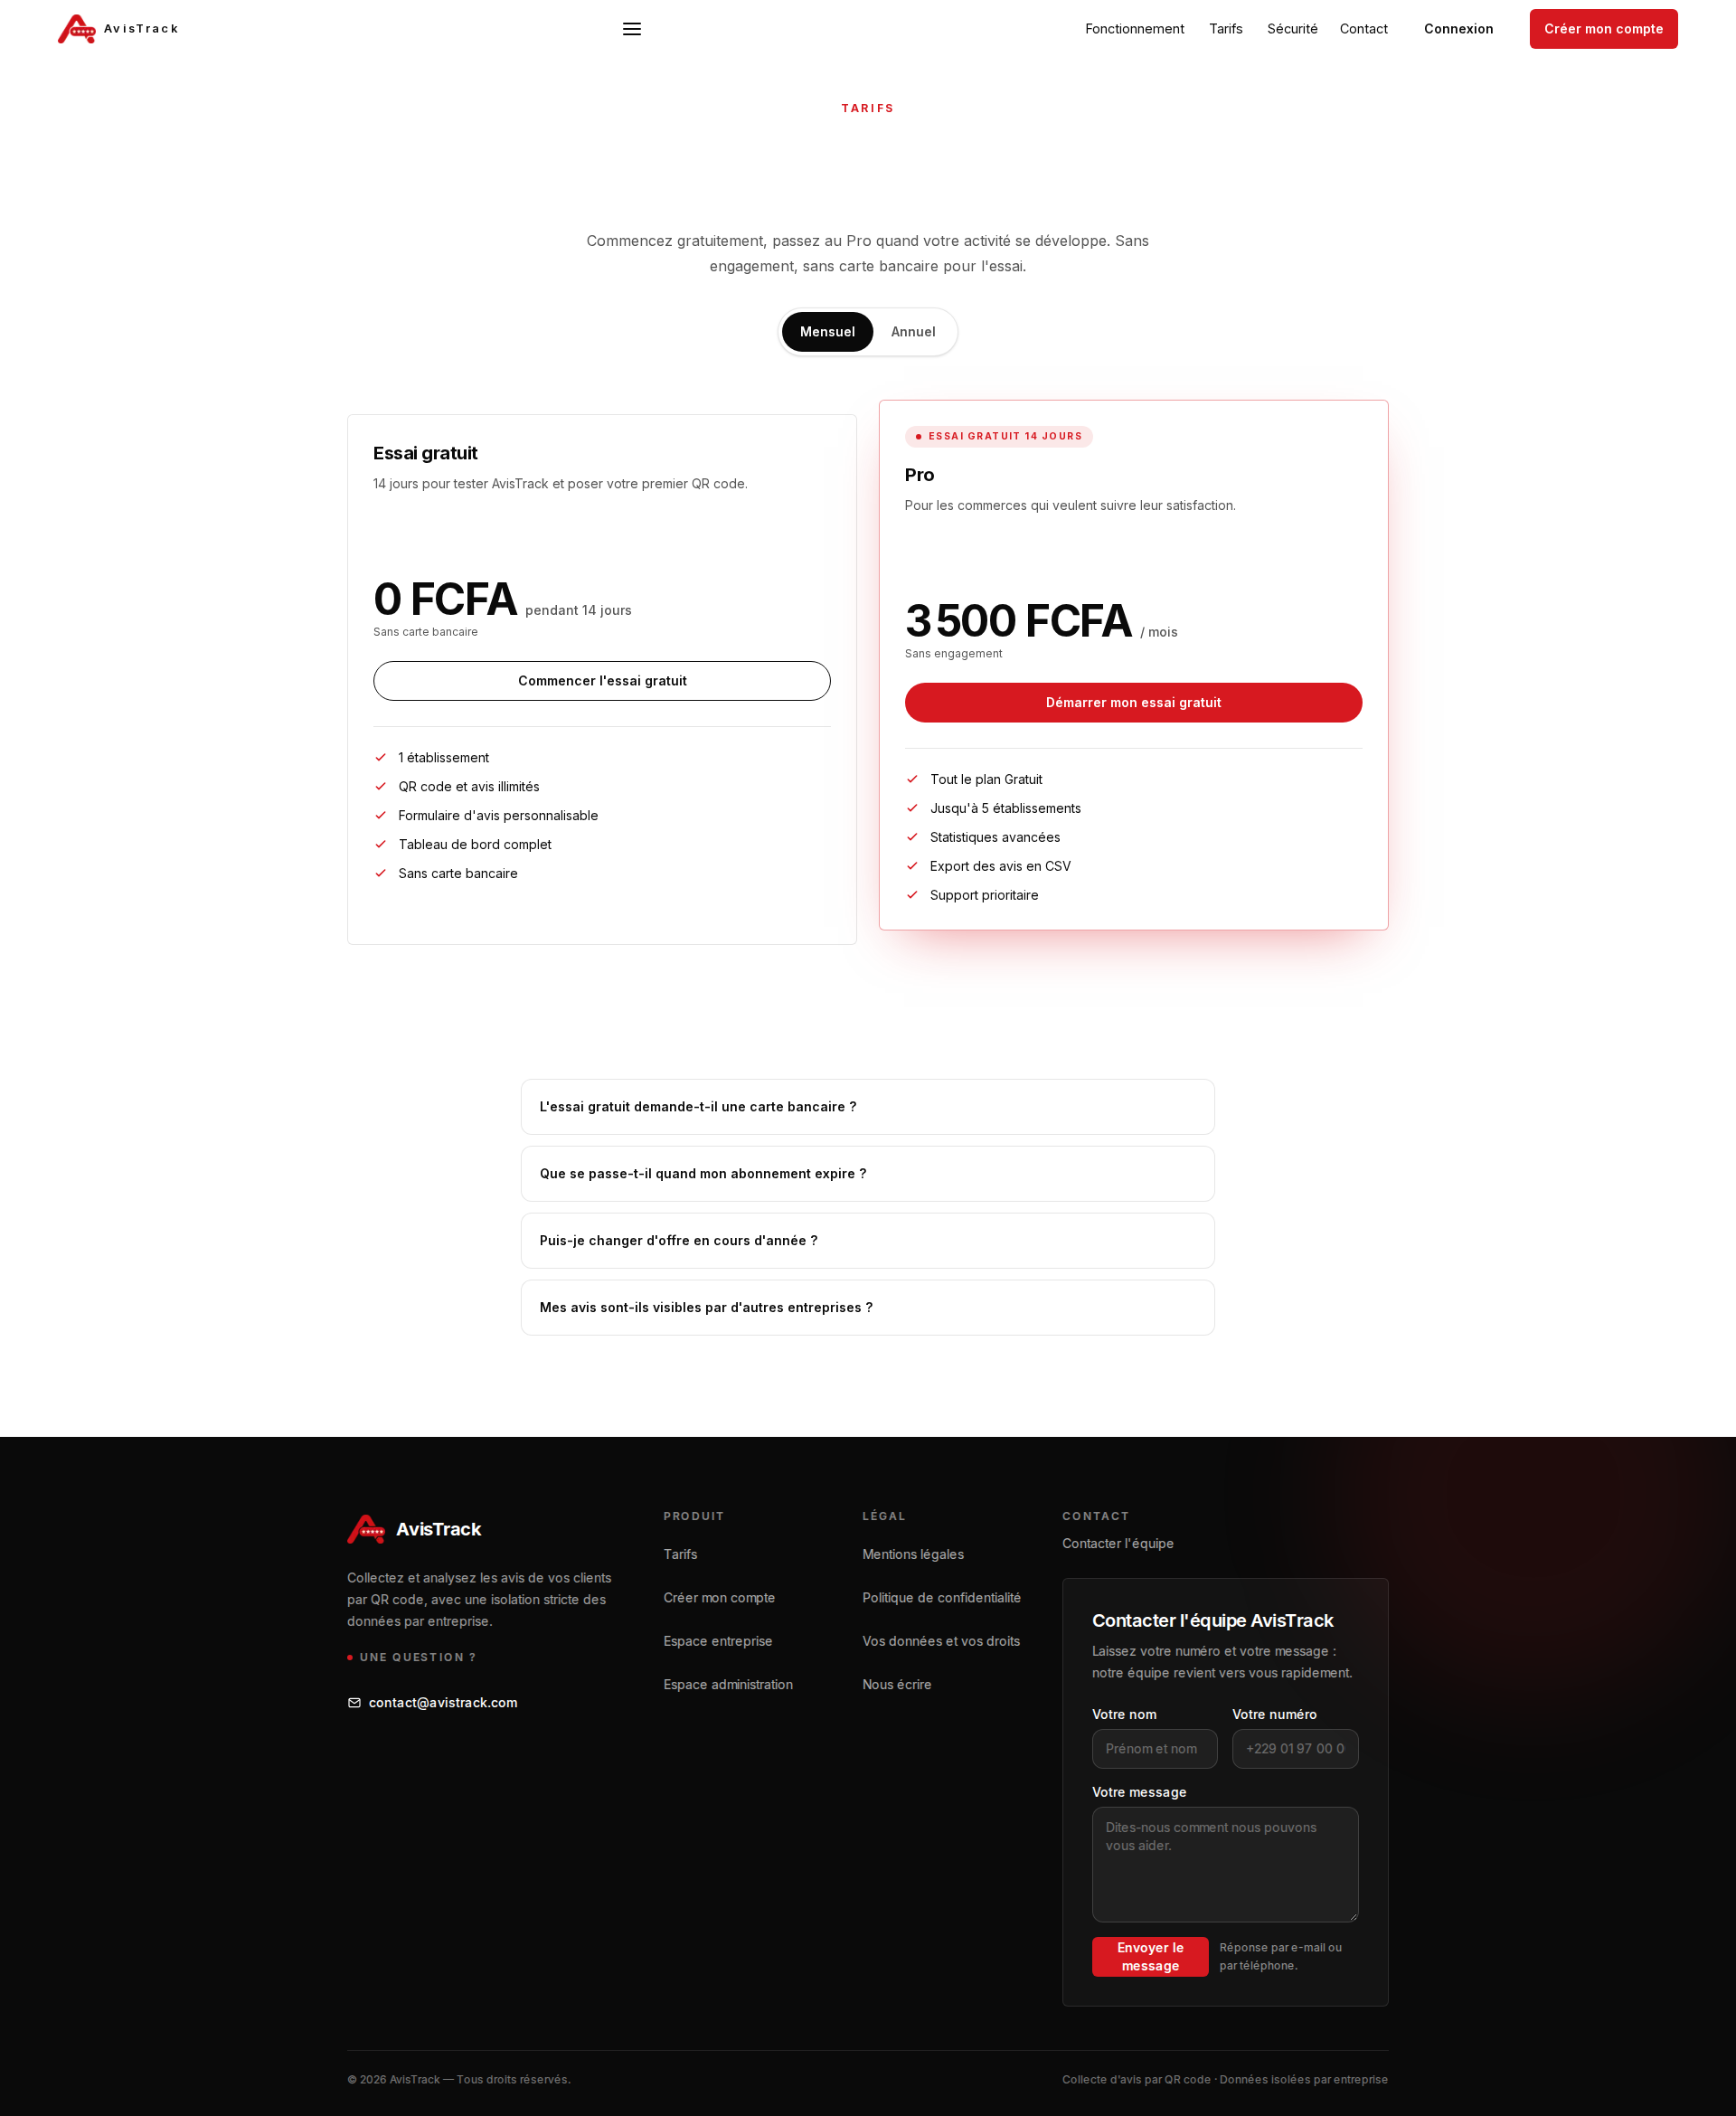 AvisTrack
Fonctionnement
Tarifs
Sécurité
Contact
Connexion
Créer mon compte
TARIFS
Commencez gratuitement, passez au Pro quand votre activité se développe. Sans
engagement, sans carte bancaire pour l'essai.
Mensuel
Annuel
Essai gratuit
14 jours pour tester AvisTrack et poser votre premier QR code.
0 FCFA pendant 14 jours
Sans carte bancaire
Commencer l'essai gratuit
1 établissement
QR code et avis illimités
Formulaire d'avis personnalisable
Tableau de bord complet
Sans carte bancaire
ESSAI GRATUIT 14 JOURS
Pro
Pour les commerces qui veulent suivre leur satisfaction.
3 500 FCFA / mois
Sans engagement
Démarrer mon essai gratuit
Tout le plan Gratuit
Jusqu'à 5 établissements
Statistiques avancées
Export des avis en CSV
Support prioritaire
L'essai gratuit demande-t-il une carte bancaire ?
Que se passe-t-il quand mon abonnement expire ?
Puis-je changer d'offre en cours d'année ?
Mes avis sont-ils visibles par d'autres entreprises ?
AvisTrack
Collectez et analysez les avis de vos clients
par QR code, avec une isolation stricte des
données par entreprise.
UNE QUESTION ?
contact@avistrack.com
PRODUIT
Tarifs
Créer mon compte
Espace entreprise
Espace administration
LÉGAL
Mentions légales
Politique de confidentialité
Vos données et vos droits
Nous écrire
CONTACT
Contacter l'équipe
Contacter l'équipe AvisTrack
Laissez votre numéro et votre message :
notre équipe revient vers vous rapidement.
Votre nom
Votre numéro
Prénom et nom
+229 01 97 00 0
Votre message
Dites-nous comment nous pouvons
vous aider.
Envoyer le
message
Réponse par e-mail ou
par téléphone.
© 2026 AvisTrack — Tous droits réservés.
Collecte d'avis par QR code · Données isolées par entreprise